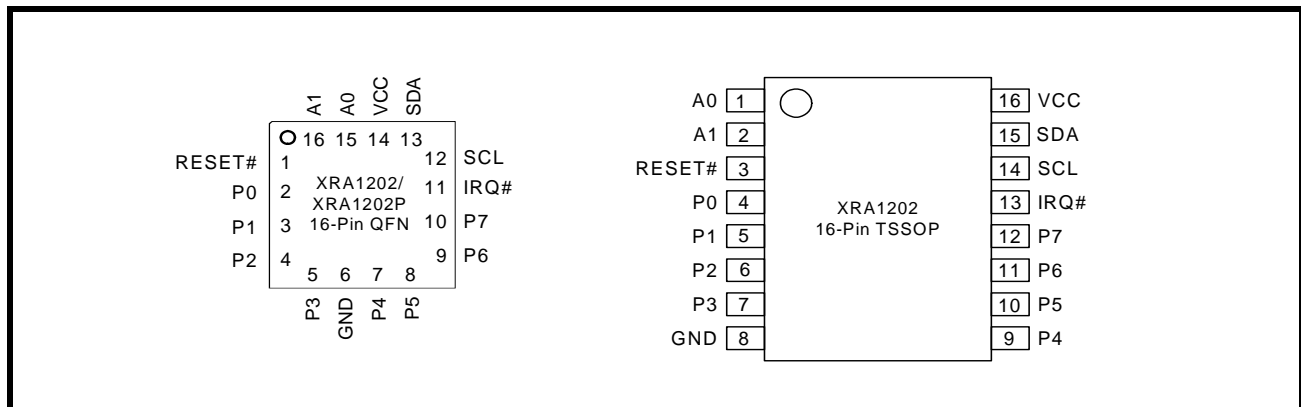 A1 A0 VCC SDA
16 15 14 13
RESET# 1
P0 2
P1 3
P2 4
XRA1202/
XRA1202P
16-Pin QFN
12 SCL
11 IRQ#
10 P7
9 P6
5 6 7 8
P3 GND P4 P5
A0 1
A1 2
RESET# 3
P0 4
P1 5
P2 6
P3 7
GND 8
XRA1202
16-Pin TSSOP
16 VCC
15 SDA
14 SCL
13 IRQ#
12 P7
11 P6
10 P5
9 P4